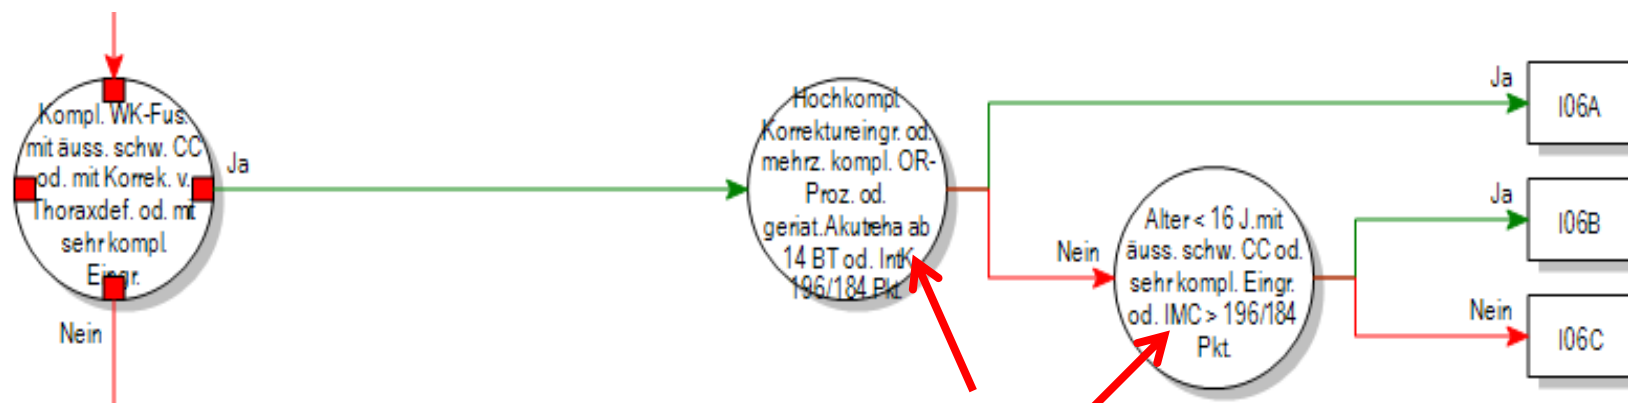 Kompl. WK-Fus.
mit äuss. schw. CC
od. mit Korrek. v.
Thoraxdef. od. mit
sehr kompl.
Eingr.
Ja
Nein
Hochkompl.
Korrektureingr. od.
mehrz. kompl. OR-
Proz. od.
geriat.Akutreha ab
14 BT od. IntK
196/184 Pkt.
Ja
Nein
Alter < 16 J.mit
äuss. schw. CC od.
sehr kompl. Eingr.
od. IMC > 196/184
Pkt.
Ja
Nein
I06A
I06B
I06C